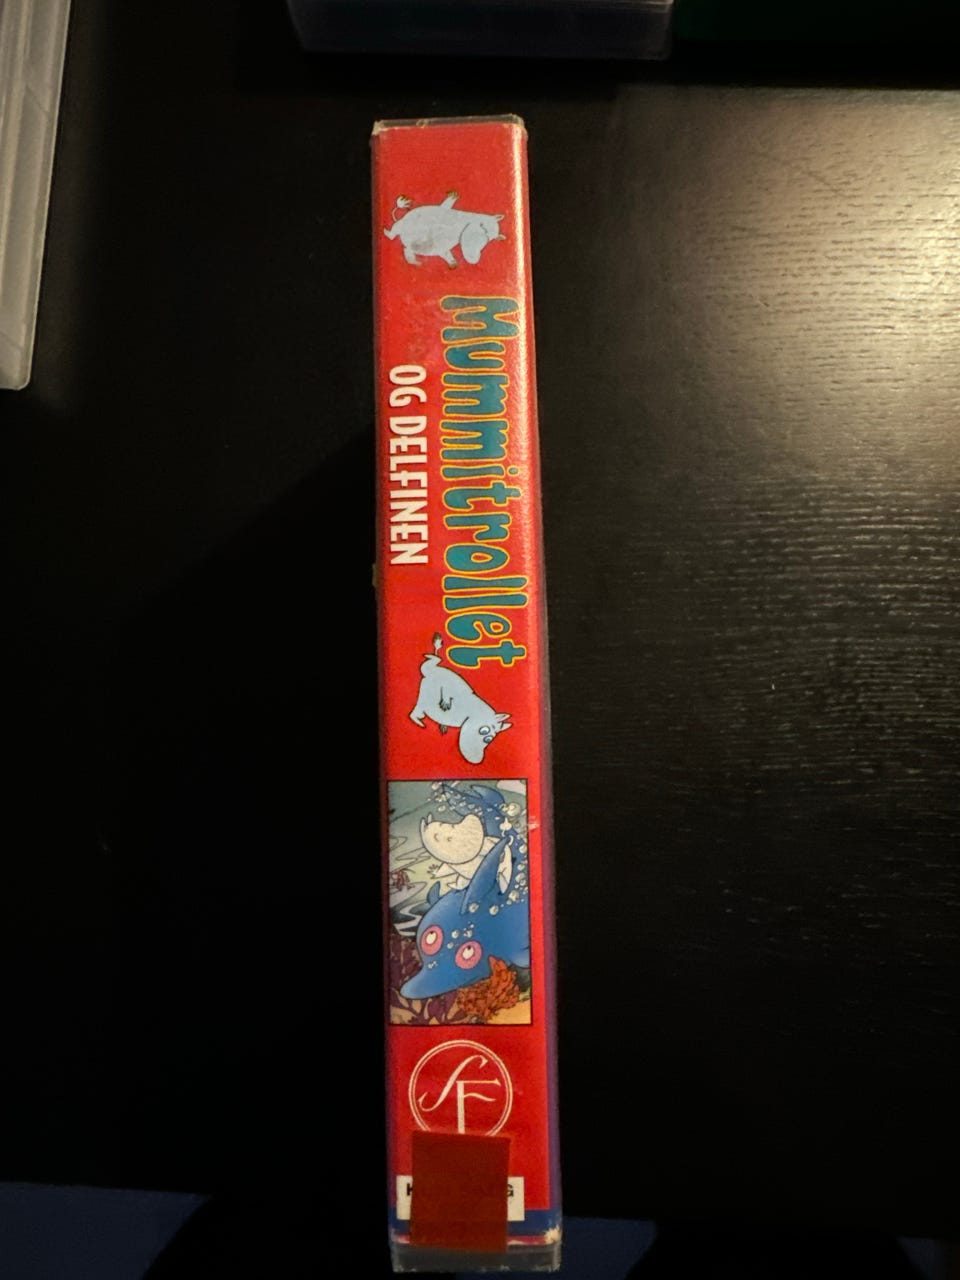 Mummitrollet
OG DELFINEN
SF